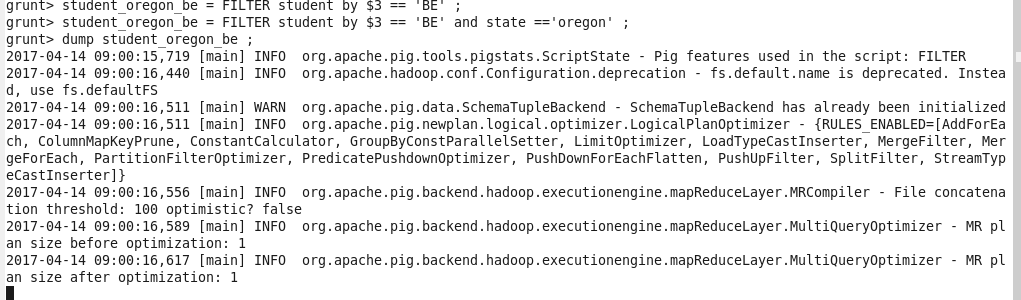 grunt> student_oregon_be = FILTER student by $3 == 'BE' ;
grunt> student_oregon_be = FILTER student by $3 == 'BE' and state =='oregon' ;
grunt> dump student_oregon_be ;
2017-04-14 09:00:15,719 [main] INFO  org.apache.pig.tools.pigstats.ScriptState - Pig features used in the script: FILTER
2017-04-14 09:00:16,440 [main] INFO  org.apache.hadoop.conf.Configuration.deprecation - fs.default.name is deprecated. Instea
d, use fs.defaultFS
2017-04-14 09:00:16,511 [main] WARN  org.apache.pig.data.SchemaTupleBackend - SchemaTupleBackend has already been initialized
2017-04-14 09:00:16,511 [main] INFO  org.apache.pig.newplan.logical.optimizer.LogicalPlanOptimizer - {RULES_ENABLED=[AddForEa
ch, ColumnMapKeyPrune, ConstantCalculator, GroupByConstParallelSetter, LimitOptimizer, LoadTypeCastInserter, MergeFilter, Mer
geForEach, PartitionFilterOptimizer, PredicatePushdownOptimizer, PushDownForEachFlatten, PushUpFilter, SplitFilter, StreamTyp
eCastInserter]}
2017-04-14 09:00:16,556 [main] INFO  org.apache.pig.backend.hadoop.executionengine.mapReduceLayer.MRCompiler - File concatena
tion threshold: 100 optimistic? false
2017-04-14 09:00:16,589 [main] INFO  org.apache.pig.backend.hadoop.executionengine.mapReduceLayer.MultiQueryOptimizer - MR pl
an size before optimization: 1
2017-04-14 09:00:16,617 [main] INFO  org.apache.pig.backend.hadoop.executionengine.mapReduceLayer.MultiQueryOptimizer - MR pl
an size after optimization: 1